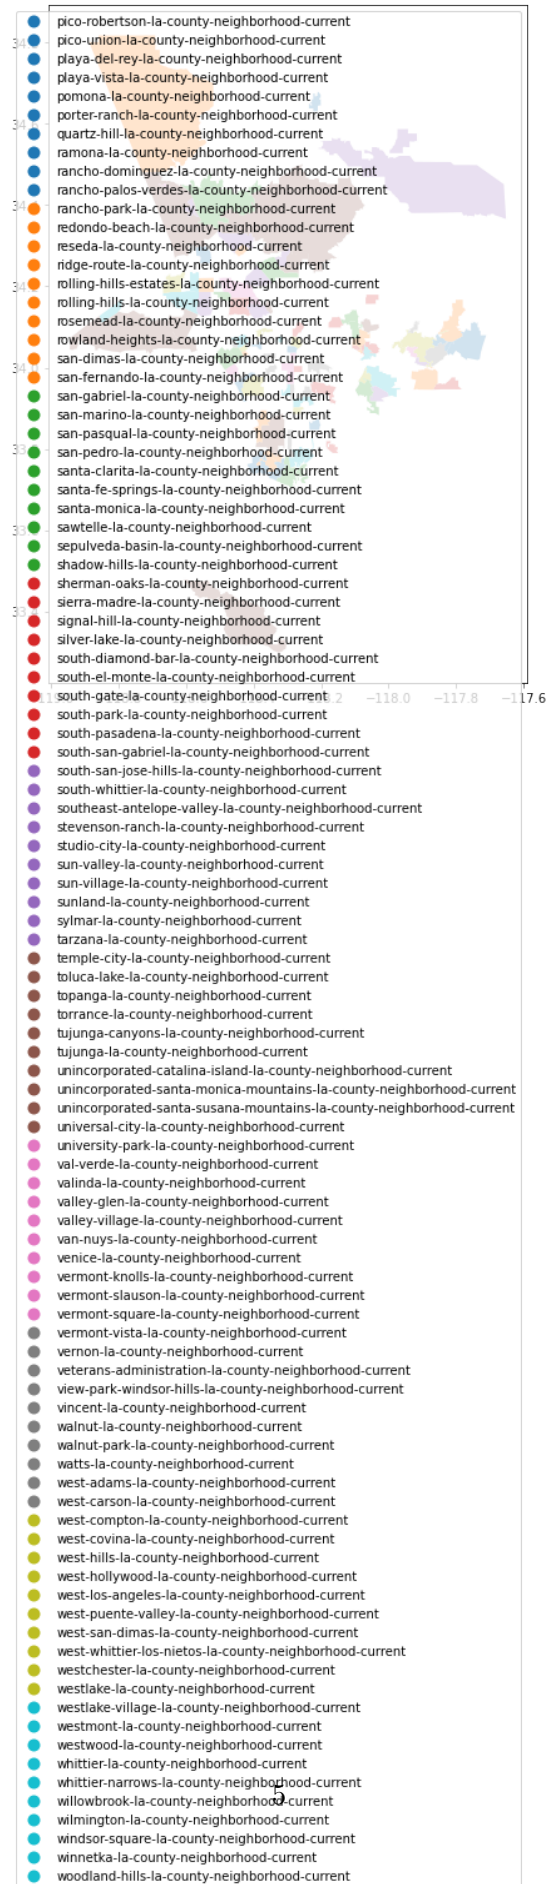 pico-robertson-la-county-neighborhood-current
pico-union-la-county-neighborhood-current
playa-del-rey-la-county-neighborhood-current
playa-vista-la-county-neighborhood-current
pomona-la-county-neighborhood-current
porter-ranch-la-county-neighborhood-current
quartz-hill-la-county-neighborhood-current
ramona-la-county-neighborhood-current
rancho-dominguez-la-county-neighborhood-current
rancho-palos-verdes-la-county-neighborhood-current
rancho-park-la-county-neighborhood-current
redondo-beach-la-county-neighborhood-current
reseda-la-county-neighborhood-current
ridge-route-la-county-neighborhood-current
rolling-hills-estates-la-county-neighborhood-current
rolling-hills-la-county-neighborhood-current
rosemead-la-county-neighborhood-current
rowland-heights-la-county-neighborhood-current
san-dimas-la-county-neighborhood-current
san-fernando-la-county-neighborhood-current
san-gabriel-la-county-neighborhood-current
san-marino-la-county-neighborhood-current
san-pasqual-la-county-neighborhood-current
san-pedro-la-county-neighborhood-current
santa-clarita-la-county-neighborhood-current
santa-fe-springs-la-county-neighborhood-current
santa-monica-la-county-neighborhood-current
sawtelle-la-county-neighborhood-current
sepulveda-basin-la-county-neighborhood-current
shadow-hills-la-county-neighborhood-current
sherman-oaks-la-county-neighborhood-current
sierra-madre-la-county-neighborhood-current
signal-hill-la-county-neighborhood-current
silver-lake-la-county-neighborhood-current
south-diamond-bar-la-county-neighborhood-current
south-el-monte-la-county-neighborhood-current
south-gate-la-county-neighborhood-current
−118.0 −117.8 −117.6
south-park-la-county-neighborhood-current
south-pasadena-la-county-neighborhood-current
south-san-gabriel-la-county-neighborhood-current
south-san-jose-hills-la-county-neighborhood-current
south-whittier-la-county-neighborhood-current
southeast-antelope-valley-la-county-neighborhood-current
stevenson-ranch-la-county-neighborhood-current
studio-city-la-county-neighborhood-current
sun-valley-la-county-neighborhood-current
sun-village-la-county-neighborhood-current
sunland-la-county-neighborhood-current
sylmar-la-county-neighborhood-current
tarzana-la-county-neighborhood-current
temple-city-la-county-neighborhood-current
toluca-lake-la-county-neighborhood-current
topanga-la-county-neighborhood-current
torrance-la-county-neighborhood-current
tujunga-canyons-la-county-neighborhood-current
tujunga-la-county-neighborhood-current
unincorporated-catalina-island-la-county-neighborhood-current
unincorporated-santa-monica-mountains-la-county-neighborhood-current
unincorporated-santa-susana-mountains-la-county-neighborhood-current
universal-city-la-county-neighborhood-current
university-park-la-county-neighborhood-current
val-verde-la-county-neighborhood-current
valinda-la-county-neighborhood-current
valley-glen-la-county-neighborhood-current
valley-village-la-county-neighborhood-current
van-nuys-la-county-neighborhood-current
venice-la-county-neighborhood-current
vermont-knolls-la-county-neighborhood-current
vermont-slauson-la-county-neighborhood-current
vermont-square-la-county-neighborhood-current
vermont-vista-la-county-neighborhood-current
vernon-la-county-neighborhood-current
veterans-administration-la-county-neighborhood-current
view-park-windsor-hills-la-county-neighborhood-current
vincent-la-county-neighborhood-current
walnut-la-county-neighborhood-current
walnut-park-la-county-neighborhood-current
watts-la-county-neighborhood-current
west-adams-la-county-neighborhood-current
west-carson-la-county-neighborhood-current
west-compton-la-county-neighborhood-current
west-covina-la-county-neighborhood-current
west-hills-la-county-neighborhood-current
west-hollywood-la-county-neighborhood-current
west-los-angeles-la-county-neighborhood-current
west-puente-valley-la-county-neighborhood-current
west-san-dimas-la-county-neighborhood-current
west-whittier-los-nietos-la-county-neighborhood-current
westchester-la-county-neighborhood-current
westlake-la-county-neighborhood-current
westlake-village-la-county-neighborhood-current
westmont-la-county-neighborhood-current
westwood-la-county-neighborhood-current
whittier-la-county-neighborhood-current
whittier-narrows-la-county-neighborhood-current
5
willowbrook-la-county-neighborhood-current
wilmington-la-county-neighborhood-current
windsor-square-la-county-neighborhood-current
winnetka-la-county-neighborhood-current
woodland-hills-la-county-neighborhood-current